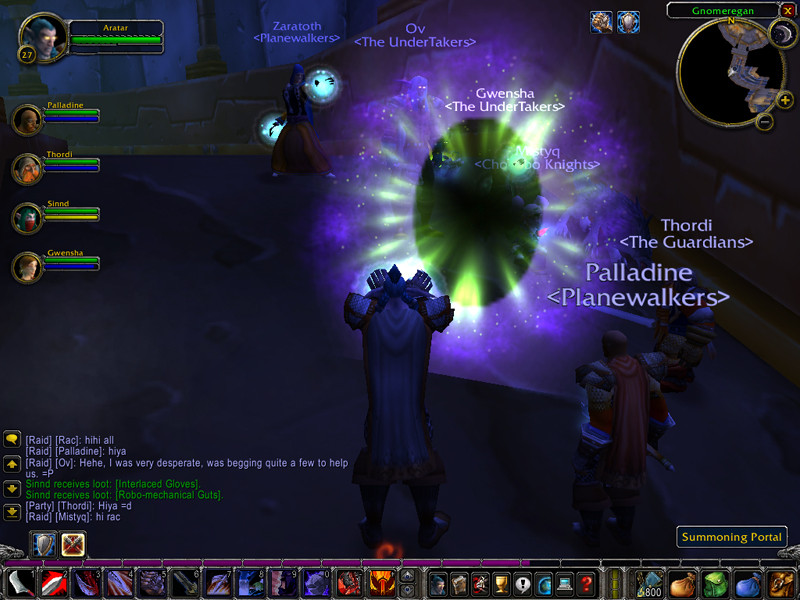 Aratar
27
Palladine
Thordi
Sinnd
Gwensha
Zaratoth
<Planewalkers>
Ov
<The UnderTakers>
Gwensha
<The UnderTakers>
Mistyq
Knights>
Thordi
<The Guardians>
Palladine
<Planewalkers>
Gnomeregan
N
[Raid] [Rac]: hihi all
[Raid] [Palladine]: hiya
[Raid] [Ov]: Hehe, I was very desperate, was begging quite a few to help
us. =P
Sinnd receives loot: [Interlaced Gloves].
Sinnd receives loot: [Robo-mechanical Guts].
[Party] [Thordi]: Hiya =d
[Raid] [Mistyq]: hi rac
Summoning Portal
800